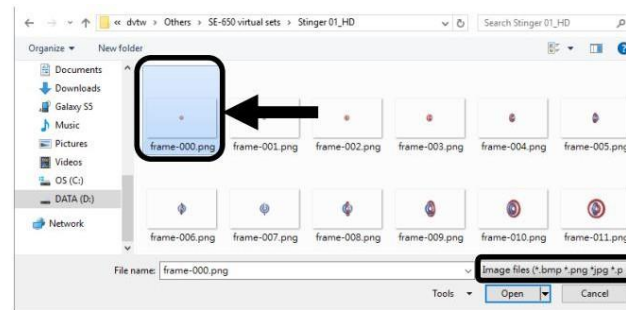 « dvtw › Others › SE-650 virtual sets › Stinger 01_HD
Search Stinger 01_HD
Organize
New folder
Documents
Downloads
Galaxy S5
Music
Pictures
Videos
OS (C:)
DATA (D:)
Network
frame-000.png
frame-001.png
frame-002.png
frame-003.png
frame-004.png
frame-005.png
frame-006.png
frame-007.png
frame-008.png
frame-009.png
frame-010.png
frame-011.png
File name: frame-000.png
Image files (*.bmp *.png *jpg *.p
Tools
Open
Cancel